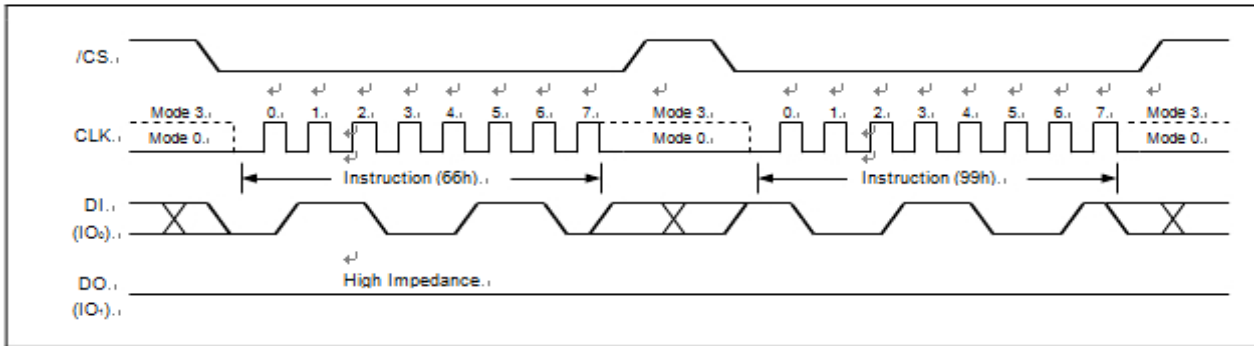 /CS.
↵ ↵ ↵ ↵ ↵ ↵ ↵ ↵ ↵ ↵ ↵ ↵ ↵ ↵ ↵ ↵ ↵ ↵
Mode 3. 0. 1. 2. 3. 4. 5. 6. 7. Mode 3. 0. 1. 2. 3. 4. 5. 6. 7. Mode 3.
CLK. Mode 0. ↵ Mode 0. ↵ Mode 0.
↵ ↵
Instruction (66h). Instruction (99h).
DI.
(IO₀).
↵
DO. High Impedance.
(IO₁).